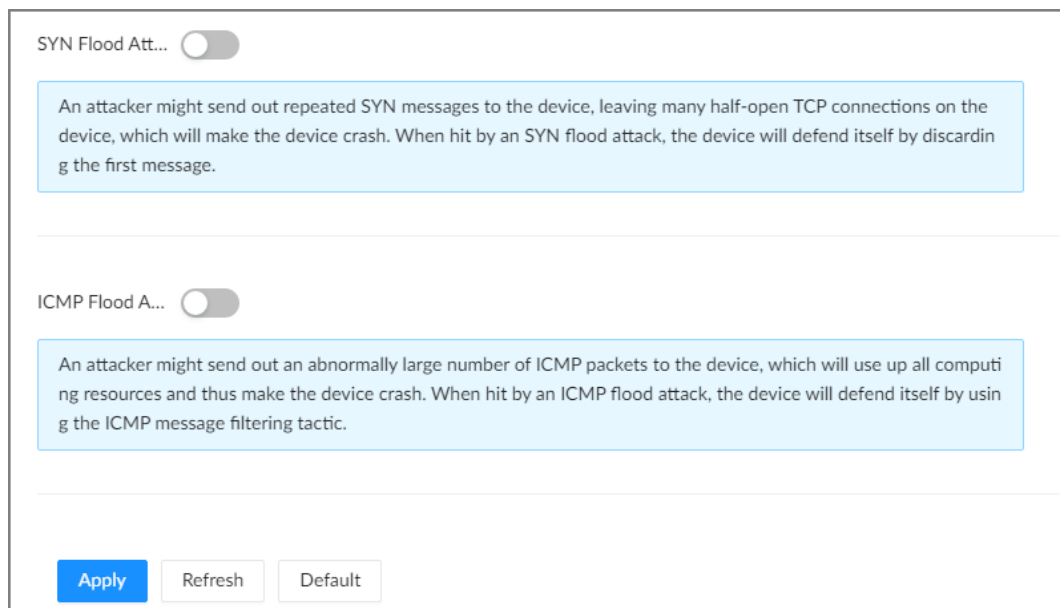 SYN Flood Att...
An attacker might send out repeated SYN messages to the device, leaving many half-open TCP connections on the
device, which will make the device crash. When hit by an SYN flood attack, the device will defend itself by discardin
g the first message.
ICMP Flood A...
An attacker might send out an abnormally large number of ICMP packets to the device, which will use up all computi
ng resources and thus make the device crash. When hit by an ICMP flood attack, the device will defend itself by usin
g the ICMP message filtering tactic.
Apply Refresh Default